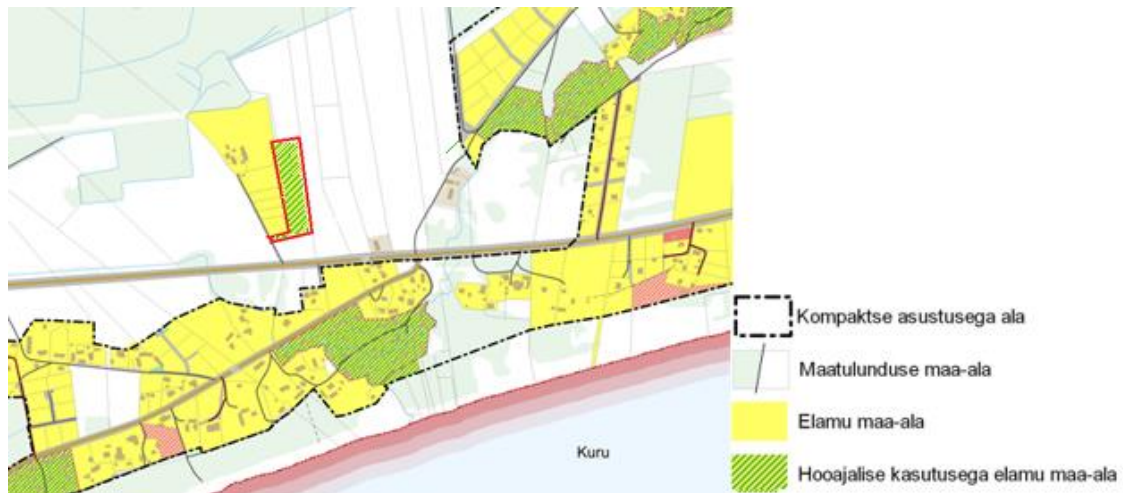 Kuru
Kompaktse asustusega ala
Maatulunduse maa-ala
Elamu maa-ala
Hooajalise kasutusega elamu maa-ala